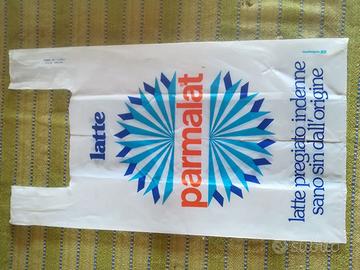 latte
parmalat
latte pregiato indenne
sano sin dall'origine